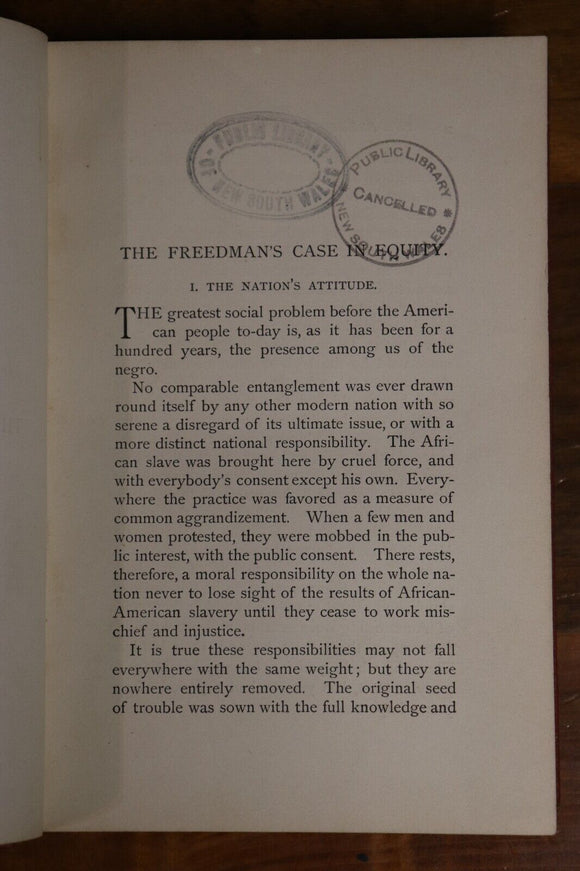 PUBLIC LIBRARY
OF
NEW SOUTH WALES
PUBLIC LIBRARY
CANCELLED
* NEW SOUTH WALES *
THE FREEDMAN'S CASE IN EQUITY.
I. THE NATION'S ATTITUDE.
THE greatest social problem before the Ameri-
can people to-day is, as it has been for a
hundred years, the presence among us of the
negro.
No comparable entanglement was ever drawn
round itself by any other modern nation with so
serene a disregard of its ultimate issue, or with a
more distinct national responsibility. The Afri-
can slave was brought here by cruel force, and
with everybody's consent except his own. Every-
where the practice was favored as a measure of
common aggrandizement. When a few men and
women protested, they were mobbed in the pub-
lic interest, with the public consent. There rests,
therefore, a moral responsibility on the whole na-
tion never to lose sight of the results of African-
American slavery until they cease to work mis-
chief and injustice.
It is true these responsibilities may not fall
everywhere with the same weight; but they are
nowhere entirely removed. The original seed
of trouble was sown with the full knowledge and